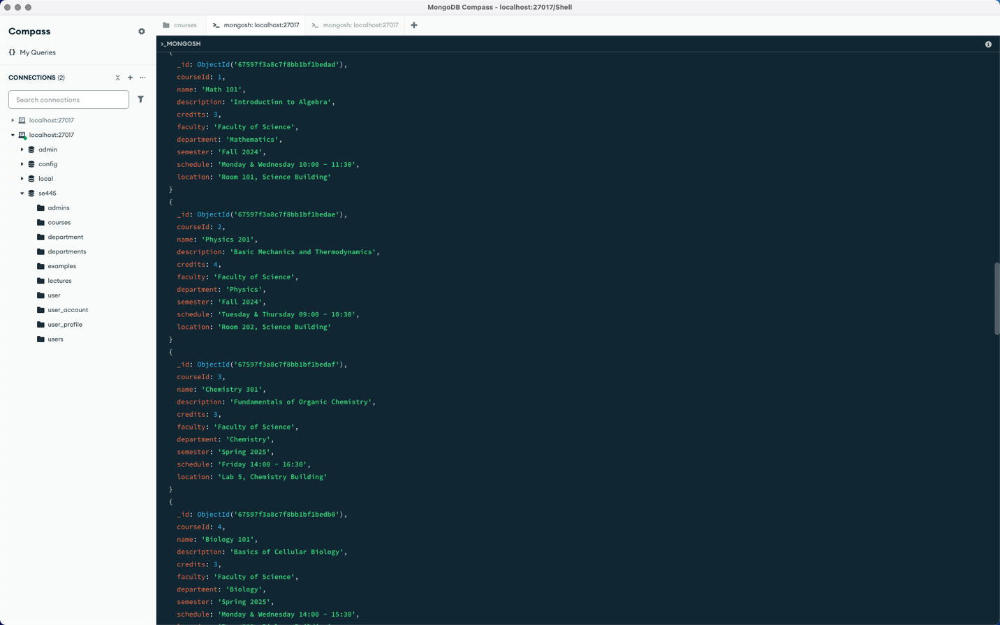 MongoDB Compass - localhost:27017/Shell
Compass
My Queries
CONNECTIONS (2)
Search connections
localhost:27017
localhost:27017
admin
config
local
se445
admins
courses
department
departments
examples
lectures
user
user_account
user_profile
users
courses
>_ mongosh: localhost:27017
>_ mongosh: localhost:27017
>_MONGOSH
{
_id: ObjectId('67597f3a8c7f8bb1bf1bedad'),
courseId: 1,
name: 'Math 101',
description: 'Introduction to Algebra',
credits: 3,
faculty: 'Faculty of Science',
department: 'Mathematics',
semester: 'Fall 2024',
schedule: 'Monday & Wednesday 10:00 - 11:30',
location: 'Room 101, Science Building'
}
{
_id: ObjectId('67597f3a8c7f8bb1bf1bedae'),
courseId: 2,
name: 'Physics 201',
description: 'Basic Mechanics and Thermodynamics',
credits: 4,
faculty: 'Faculty of Science',
department: 'Physics',
semester: 'Fall 2024',
schedule: 'Tuesday & Thursday 09:00 - 10:30',
location: 'Room 202, Science Building'
}
{
_id: ObjectId('67597f3a8c7f8bb1bf1bedaf'),
courseId: 3,
name: 'Chemistry 301',
description: 'Fundamentals of Organic Chemistry',
credits: 3,
faculty: 'Faculty of Science',
department: 'Chemistry',
semester: 'Spring 2025',
schedule: 'Friday 14:00 - 16:30',
location: 'Lab 5, Chemistry Building'
}
{
_id: ObjectId('67597f3a8c7f8bb1bf1bedb0'),
courseId: 4,
name: 'Biology 101',
description: 'Basics of Cellular Biology',
credits: 3,
faculty: 'Faculty of Science',
department: 'Biology',
semester: 'Spring 2025',
schedule: 'Monday & Wednesday 14:00 - 15:30',